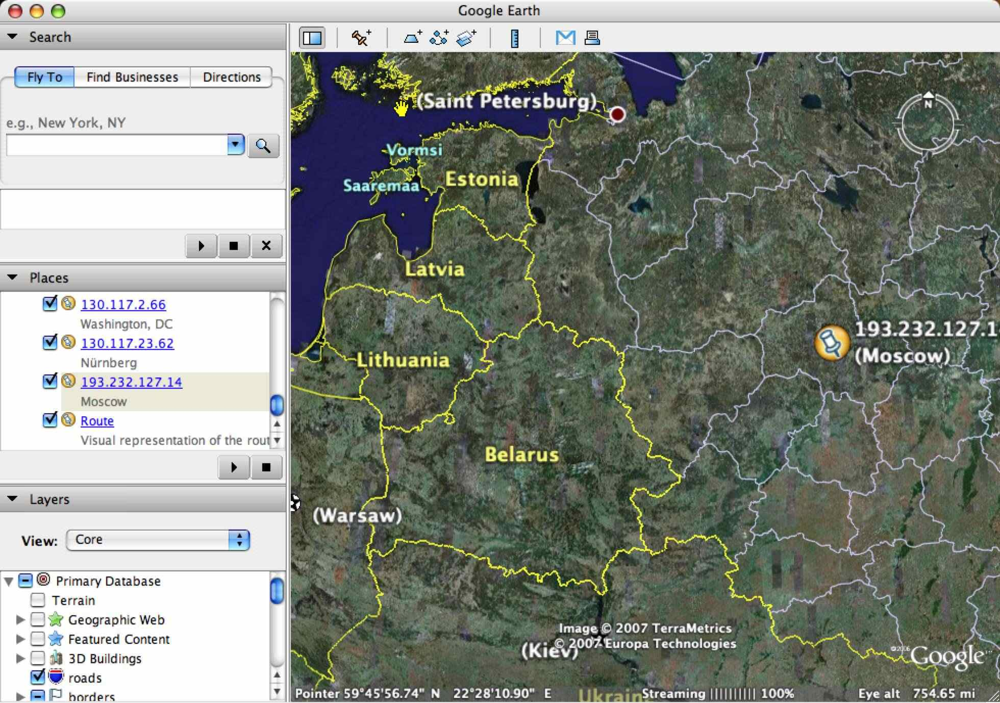 Google Earth
Search
Fly To
Find Businesses
Directions
e.g., New York, NY
Places
130.117.2.66
Washington, DC
130.117.23.62
Nürnberg
193.232.127.14
Moscow
Route
Visual representation of the rout
Layers
View:
Core
Primary Database
Terrain
Geographic Web
Featured Content
3D Buildings
roads
borders
N
(Saint Petersburg)
Vormsi
Saaremaa
Estonia
Latvia
193.232.127.1
(Moscow)
Lithuania
Belarus
(Warsaw)
Image © 2007 TerraMetrics
© 2007 Europa Technologies
(Kiev)
©2006 Google™
Ukrain
Pointer 59°45'56.74" N 22°28'10.90" E
Streaming |||||||||| 100%
Eye alt 754.65 mi